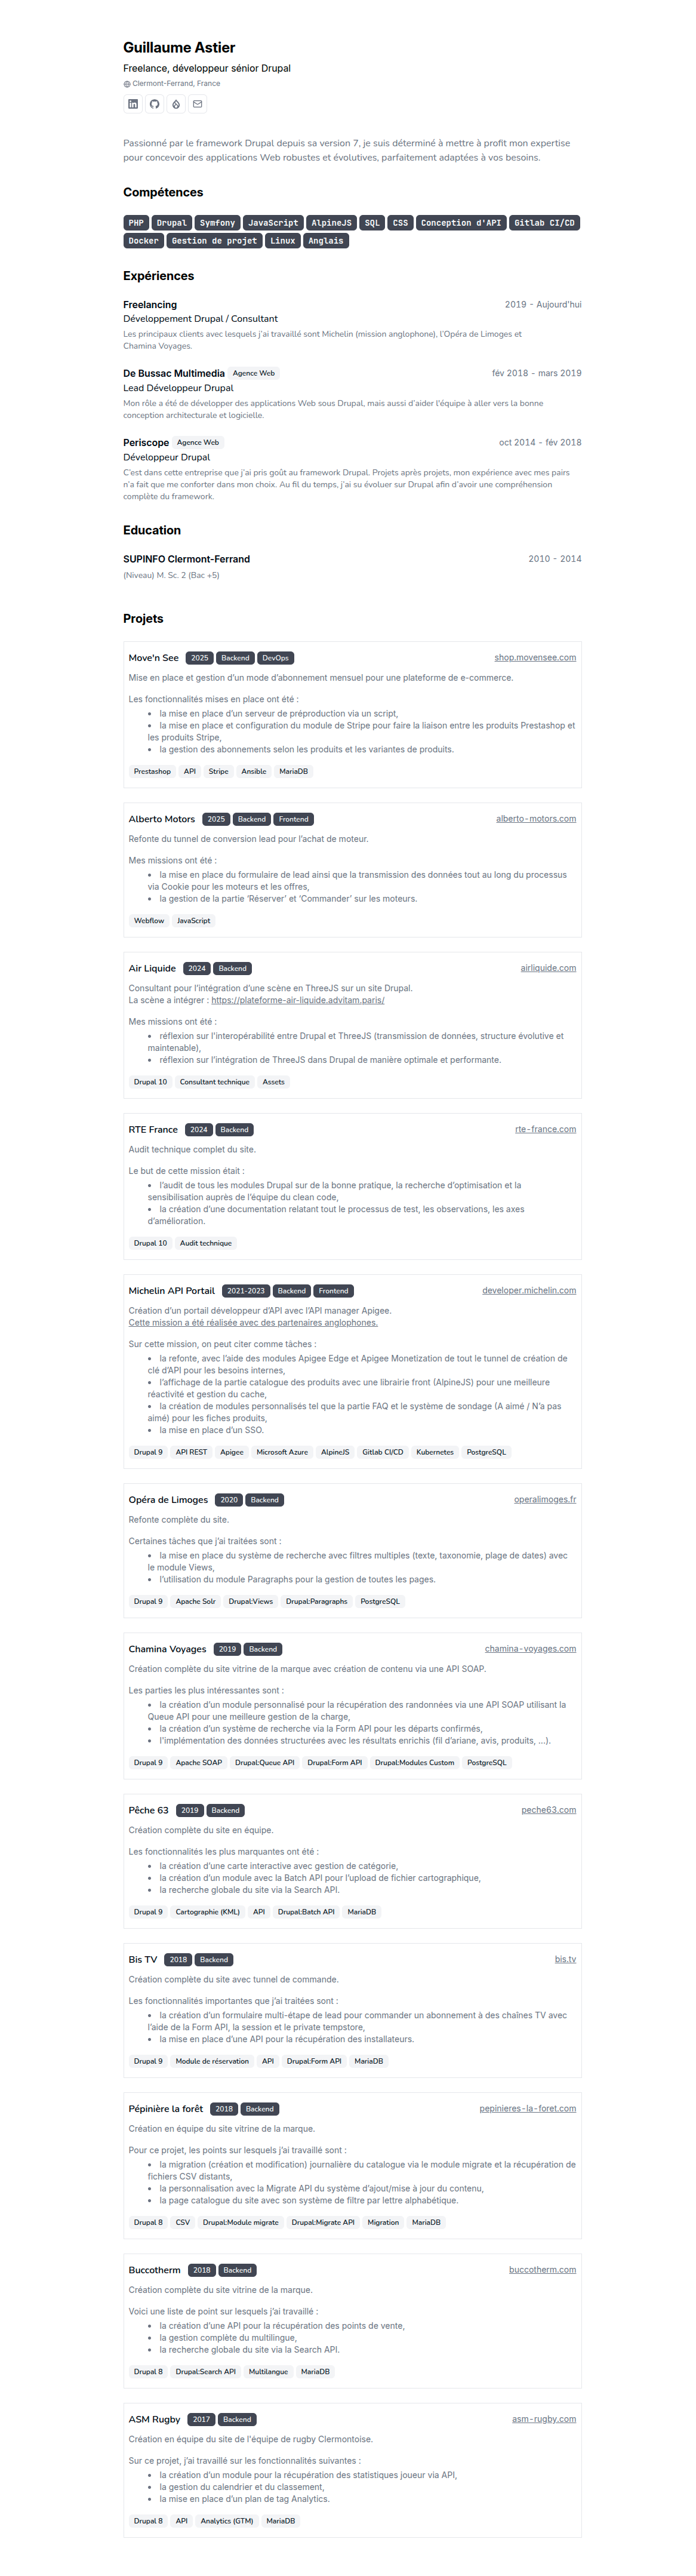 Guillaume Astier
Freelance, développeur sénior Drupal
Clermont-Ferrand, France
Passionné par le framework Drupal depuis sa version 7, je suis déterminé à mettre à profit mon expertise
pour concevoir des applications Web robustes et évolutives, parfaitement adaptées à vos besoins.
Compétences
PHP Drupal Symfony JavaScript AlpineJS SQL CSS Conception d'API Gitlab CI/CD
Docker Gestion de projet Linux Anglais
Expériences
Freelancing 2019 - Aujourd'hui
Développement Drupal / Consultant
Les principaux clients avec lesquels j'ai travaillé sont Michelin (mission anglophone), l'Opéra de Limoges et
Chamina Voyages.
De Bussac Multimedia Agence Web fév 2018 - mars 2019
Lead Développeur Drupal
Mon rôle a été de développer des applications Web sous Drupal, mais aussi d'aider l'équipe à aller vers la bonne
conception architecturale et logicielle.
Periscope Agence Web oct 2014 - fév 2018
Développeur Drupal
C'est dans cette entreprise que j'ai pris goût au framework Drupal. Projets après projets, mon expérience avec mes pairs
n'a fait que me conforter dans mon choix. Au fil du temps, j'ai su évoluer sur Drupal afin d'avoir une compréhension
complète du framework.
Education
SUPINFO Clermont-Ferrand 2010 - 2014
(Niveau) M. Sc. 2 (Bac +5)
Projets
Move'n See 2025 Backend DevOps shop.movensee.com
Mise en place et gestion d'un mode d'abonnement mensuel pour une plateforme de e-commerce.
Les fonctionnalités mises en place ont été :
• la mise en place d'un serveur de préproduction via un script,
• la mise en place et configuration du module de Stripe pour faire la liaison entre les produits Prestashop et
les produits Stripe,
• la gestion des abonnements selon les produits et les variantes de produits.
Prestashop API Stripe Ansible MariaDB
Alberto Motors 2025 Backend Frontend alberto-motors.com
Refonte du tunnel de conversion lead pour l'achat de moteur.
Mes missions ont été :
• la mise en place du formulaire de lead ainsi que la transmission des données tout au long du processus
via Cookie pour les moteurs et les offres,
• la gestion de la partie 'Réserver' et 'Commander' sur les moteurs.
Webflow JavaScript
Air Liquide 2024 Backend airliquide.com
Consultant pour l'intégration d'une scène en ThreeJS sur un site Drupal.
La scène a intégrer : https://plateforme-air-liquide.advitam.paris/
Mes missions ont été :
• réflexion sur l'interopérabilité entre Drupal et ThreeJS (transmission de données, structure évolutive et
maintenable),
• réflexion sur l'intégration de ThreeJS dans Drupal de manière optimale et performante.
Drupal 10 Consultant technique Assets
RTE France 2024 Backend rte-france.com
Audit technique complet du site.
Le but de cette mission était :
• l'audit de tous les modules Drupal sur de la bonne pratique, la recherche d'optimisation et la
sensibilisation auprès de l'équipe du clean code,
• la création d'une documentation relatant tout le processus de test, les observations, les axes
d'amélioration.
Drupal 10 Audit technique
Michelin API Portail 2021-2023 Backend Frontend developer.michelin.com
Création d'un portail développeur d'API avec l'API manager Apigee.
Cette mission a été réalisée avec des partenaires anglophones.
Sur cette mission, on peut citer comme tâches :
• la refonte, avec l'aide des modules Apigee Edge et Apigee Monetization de tout le tunnel de création de
clé d'API pour les besoins internes,
• l'affichage de la partie catalogue des produits avec une librairie front (AlpineJS) pour une meilleure
réactivité et gestion du cache,
• la création de modules personnalisés tel que la partie FAQ et le système de sondage (A aimé / N'a pas
aimé) pour les fiches produits,
• la mise en place d'un SSO.
Drupal 9 API REST Apigee Microsoft Azure AlpineJS Gitlab CI/CD Kubernetes PostgreSQL
Opéra de Limoges 2020 Backend operalimoges.fr
Refonte complète du site.
Certaines tâches que j'ai traitées sont :
• la mise en place du système de recherche avec filtres multiples (texte, taxonomie, plage de dates) avec
le module Views,
• l'utilisation du module Paragraphs pour la gestion de toutes les pages.
Drupal 9 Apache Solr Drupal:Views Drupal:Paragraphs PostgreSQL
Chamina Voyages 2019 Backend chamina-voyages.com
Création complète du site vitrine de la marque avec création de contenu via une API SOAP.
Les parties les plus intéressantes sont :
• la création d'un module personnalisé pour la récupération des randonnées via une API SOAP utilisant la
Queue API pour une meilleure gestion de la charge,
• la création d'un système de recherche via la Form API pour les départs confirmés,
• l'implémentation des données structurées avec les résultats enrichis (fil d'ariane, avis, produits, ...).
Drupal 9 Apache SOAP Drupal:Queue API Drupal:Form API Drupal:Modules Custom PostgreSQL
Pêche 63 2019 Backend peche63.com
Création complète du site en équipe.
Les fonctionnalités les plus marquantes ont été :
• la création d'une carte interactive avec gestion de catégorie,
• la création d'un module avec la Batch API pour l'upload de fichier cartographique,
• la recherche globale du site via la Search API.
Drupal 9 Cartographie (KML) API Drupal:Batch API MariaDB
Bis TV 2018 Backend bis.tv
Création complète du site avec tunnel de commande.
Les fonctionnalités importantes que j'ai traitées sont :
• la création d'un formulaire multi-étape de lead pour commander un abonnement à des chaînes TV avec
l'aide de la Form API, la session et le private tempstore,
• la mise en place d'une API pour la récupération des installateurs.
Drupal 9 Module de réservation API Drupal:Form API MariaDB
Pépinière la forêt 2018 Backend pepinieres-la-foret.com
Création en équipe du site vitrine de la marque.
Pour ce projet, les points sur lesquels j'ai travaillé sont :
• la migration (création et modification) journalière du catalogue via le module migrate et la récupération de
fichiers CSV distants,
• la personnalisation avec la Migrate API du système d'ajout/mise à jour du contenu,
• la page catalogue du site avec son système de filtre par lettre alphabétique.
Drupal 8 CSV Drupal:Module migrate Drupal:Migrate API Migration MariaDB
Buccotherm 2018 Backend buccotherm.com
Création complète du site vitrine de la marque.
Voici une liste de point sur lesquels j'ai travaillé :
• la création d'une API pour la récupération des points de vente,
• la gestion complète du multilingue,
• la recherche globale du site via la Search API.
Drupal 8 Drupal:Search API Multilangue MariaDB
ASM Rugby 2017 Backend asm-rugby.com
Création en équipe du site de l'équipe de rugby Clermontoise.
Sur ce projet, j'ai travaillé sur les fonctionnalités suivantes :
• la création d'un module pour la récupération des statistiques joueur via API,
• la gestion du calendrier et du classement,
• la mise en place d'un plan de tag Analytics.
Drupal 8 API Analytics (GTM) MariaDB